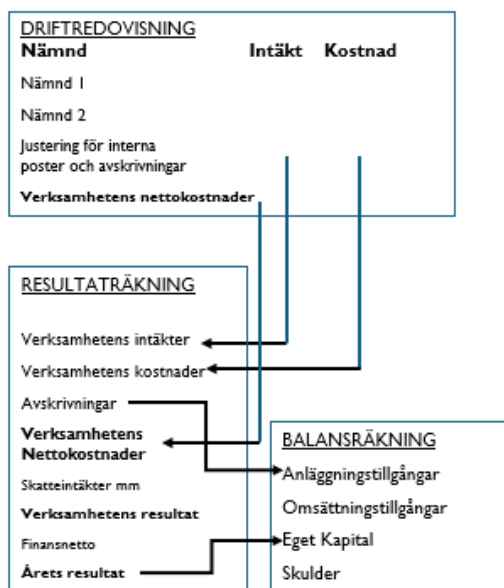 DRIFTREDOVISNING
Nämnd Intäkt Kostnad
Nämnd 1
Nämnd 2
Justering för interna
poster och avskrivningar
Verksamhetens nettokostnader
RESULTATRÄKNING
Verksamhetens intäkter
Verksamhetens kostnader
Avskrivningar
Verksamhetens
Nettokostnader
Skatteintäkter mm
Verksamhetens resultat
Finansnetto
Årets resultat
BALANSRÄKNING
Anläggningstillgångar
Omsättningstillgångar
Eget Kapital
Skulder